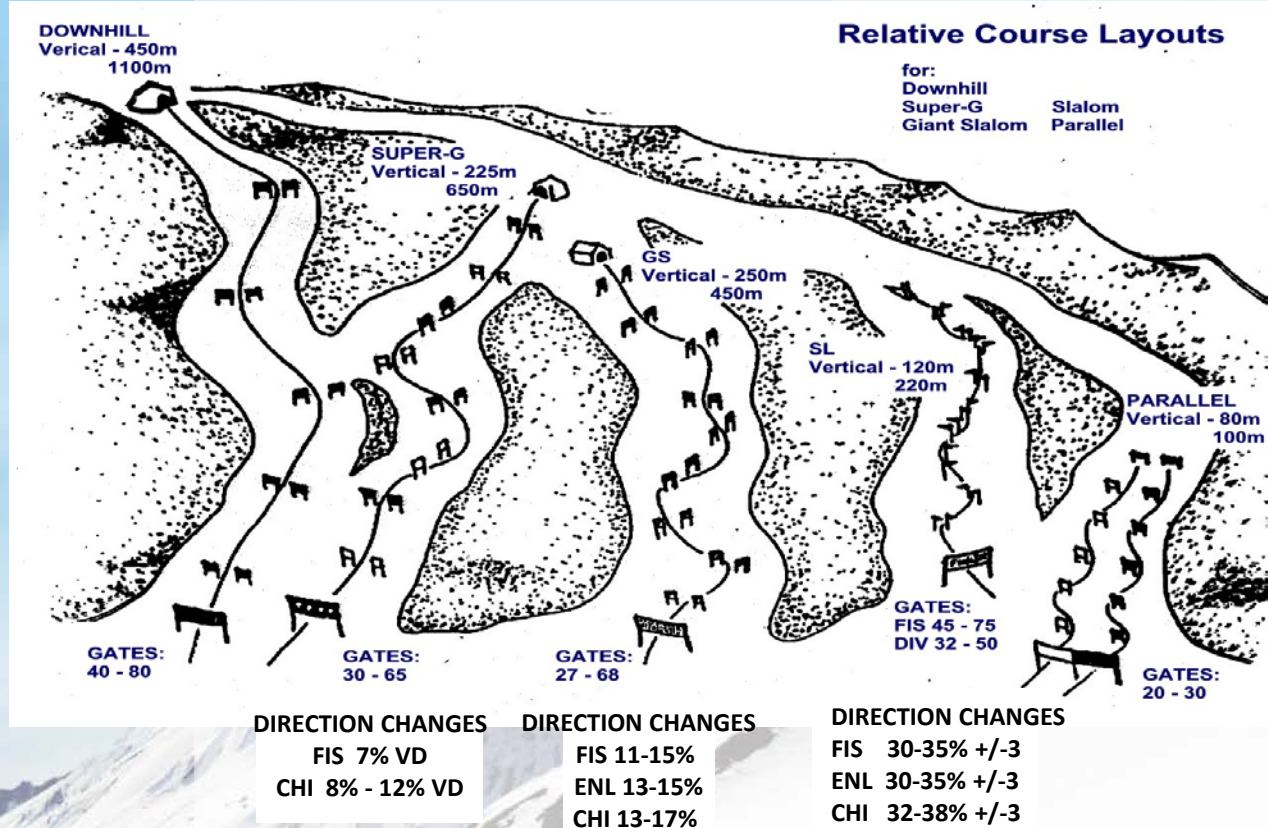 DOWNHILL
Verical - 450m
1100m
Relative Course Layouts
for:
Downhill
Super-G Slalom
Giant Slalom Parallel
SUPER-G
Vertical - 225m
650m
GS
Vertical - 250m
450m
SL
Vertical - 120m
220m
PARALLEL
Vertical - 80m
100m
GATES:
40 - 80
GATES:
30 - 65
GATES:
27 - 68
GATES:
FIS 45 - 75
DIV 32 - 50
GATES:
20 - 30
DIRECTION CHANGES
FIS 7% VD
CHI 8% - 12% VD
DIRECTION CHANGES
FIS 11-15%
ENL 13-15%
CHI 13-17%
DIRECTION CHANGES
FIS 30-35% +/-3
ENL 30-35% +/-3
CHI 32-38% +/-3